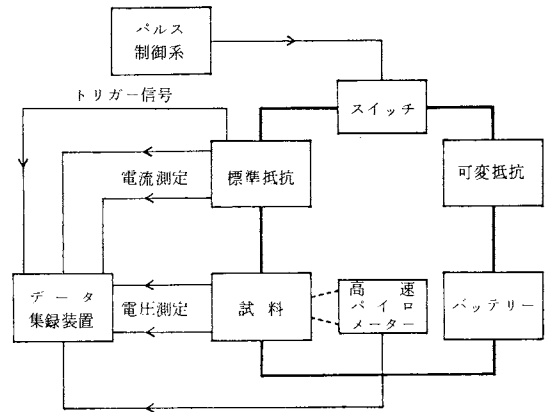 パルス
制御系
トリガー信号
スイッチ
電流測定
標準抵抗
可変抵抗
データ
集録装置
電圧測定
試料
高速
パイロ
メーター
バッテリー